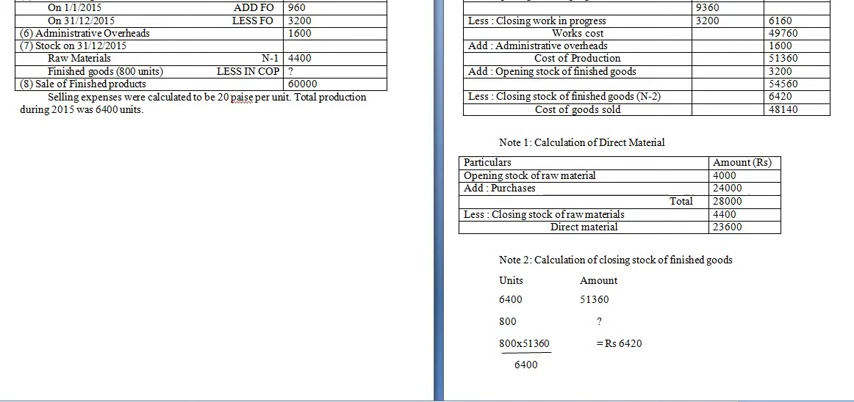 On 1/1/2015 ADD FO 960
On 31/12/2015 LESS FO 3200
(6) Administrative Overheads 1600
(7) Stock on 31/12/2015
Raw Materials N-1 4400
Finished goods (800 units) LESS IN COP ?
(8) Sale of Finished products 60000
Selling expenses were calculated to be 20 paise per unit. Total production
during 2015 was 6400 units.
9360
Less : Closing work in progress 3200 6160
Works cost 49760
Add : Administrative overheads 1600
Cost of Production 51360
Add : Opening stock of finished goods 3200
54560
Less : Closing stock of finished goods (N-2) 6420
Cost of goods sold 48140
Note 1: Calculation of Direct Material
Particulars Amount (Rs)
Opening stock of raw material 4000
Add : Purchases 24000
Total 28000
Less : Closing stock of raw materials 4400
Direct material 23600
Note 2: Calculation of closing stock of finished goods
Units Amount
6400 51360
800 ?
800x51360 = Rs 6420
6400